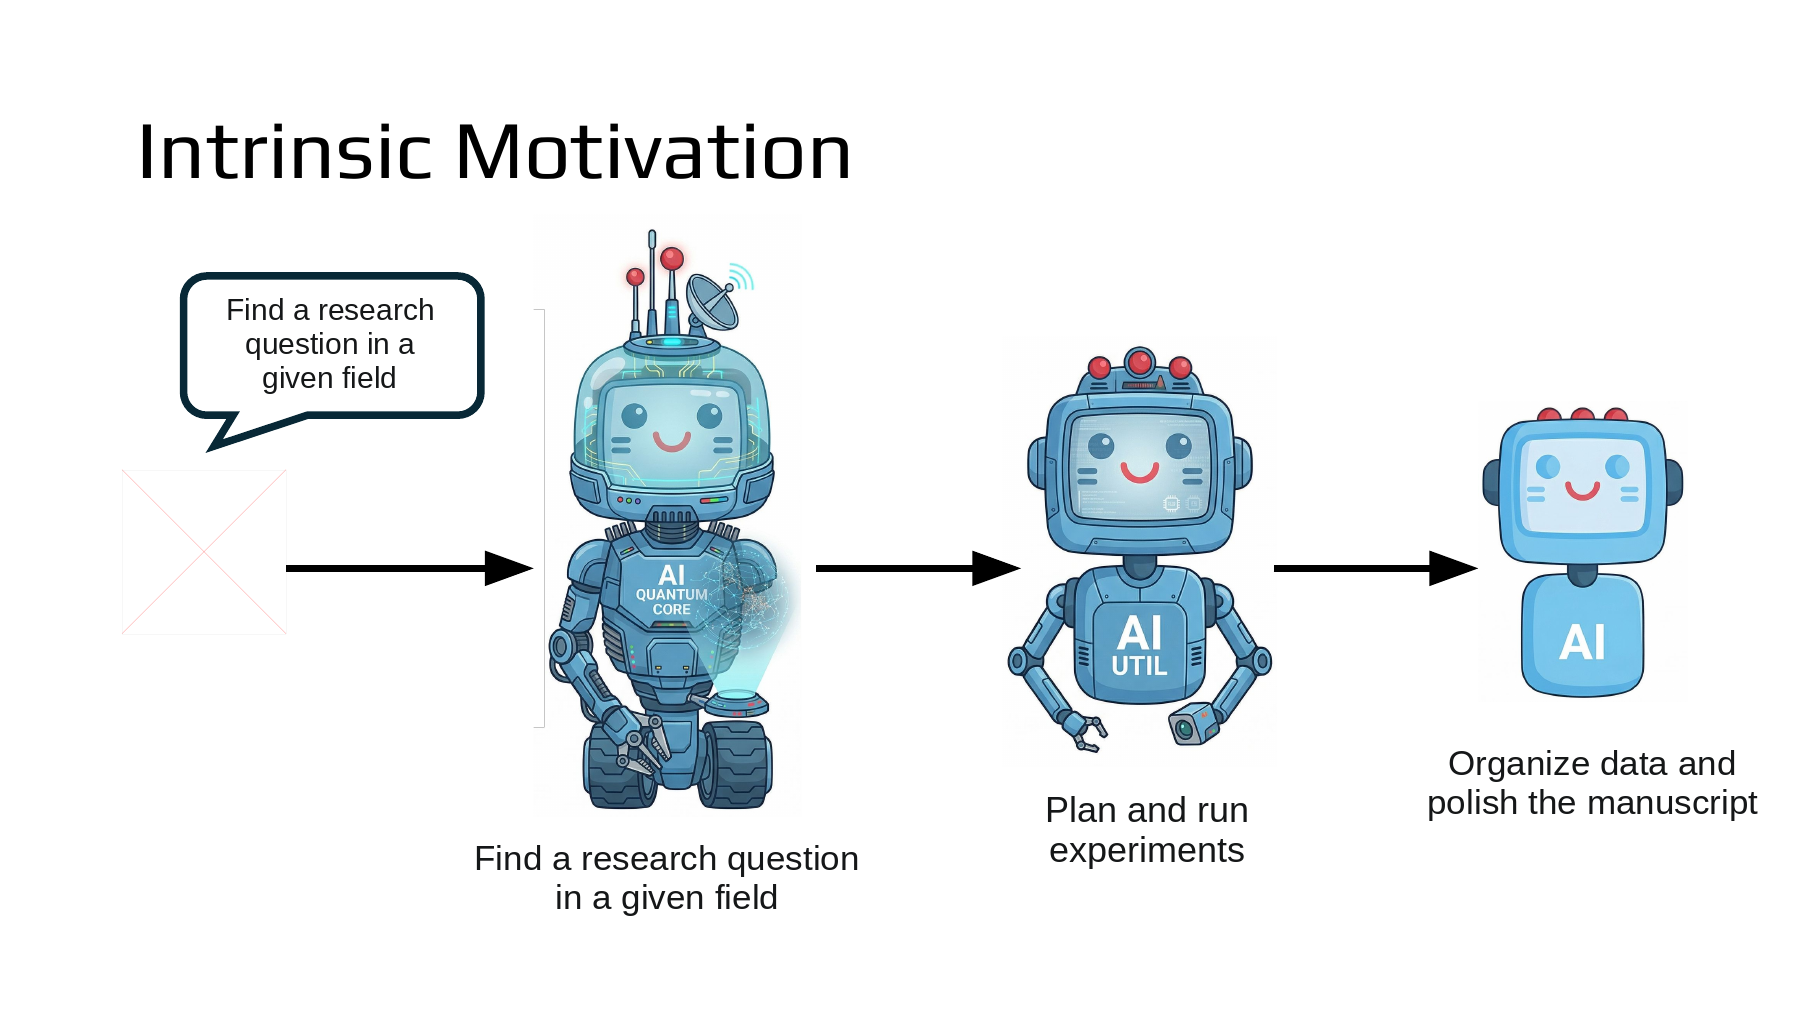 Intrinsic Motivation
Find a research
question in a
given field
AI
QUANTUM
CORE
AI
UTIL
AI
Find a research question
in a given field
Plan and run
experiments
Organize data and
polish the manuscript